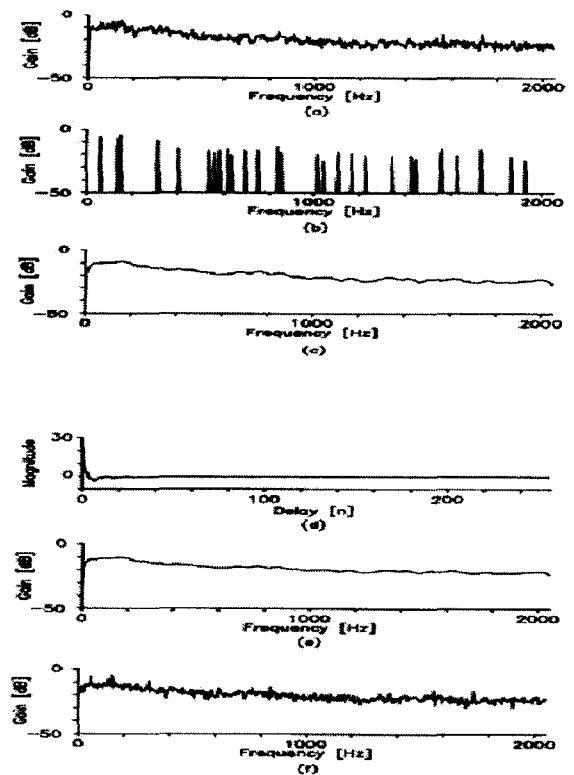 0
Gain [dB]
-50
0 1000 2000
Frequency [Hz]
(a)
0
Gain [dB]
-50
0 1000 2000
Frequency [Hz]
(b)
0
Gain [dB]
-50
0 1000 2000
Frequency [Hz]
(c)
30
Magnitude
0
0 100 200
Delay [n]
(d)
0
Gain [dB]
-50
0 1000 2000
Frequency [Hz]
(e)
0
Gain [dB]
-50
0 1000 2000
Frequency [Hz]
(f)